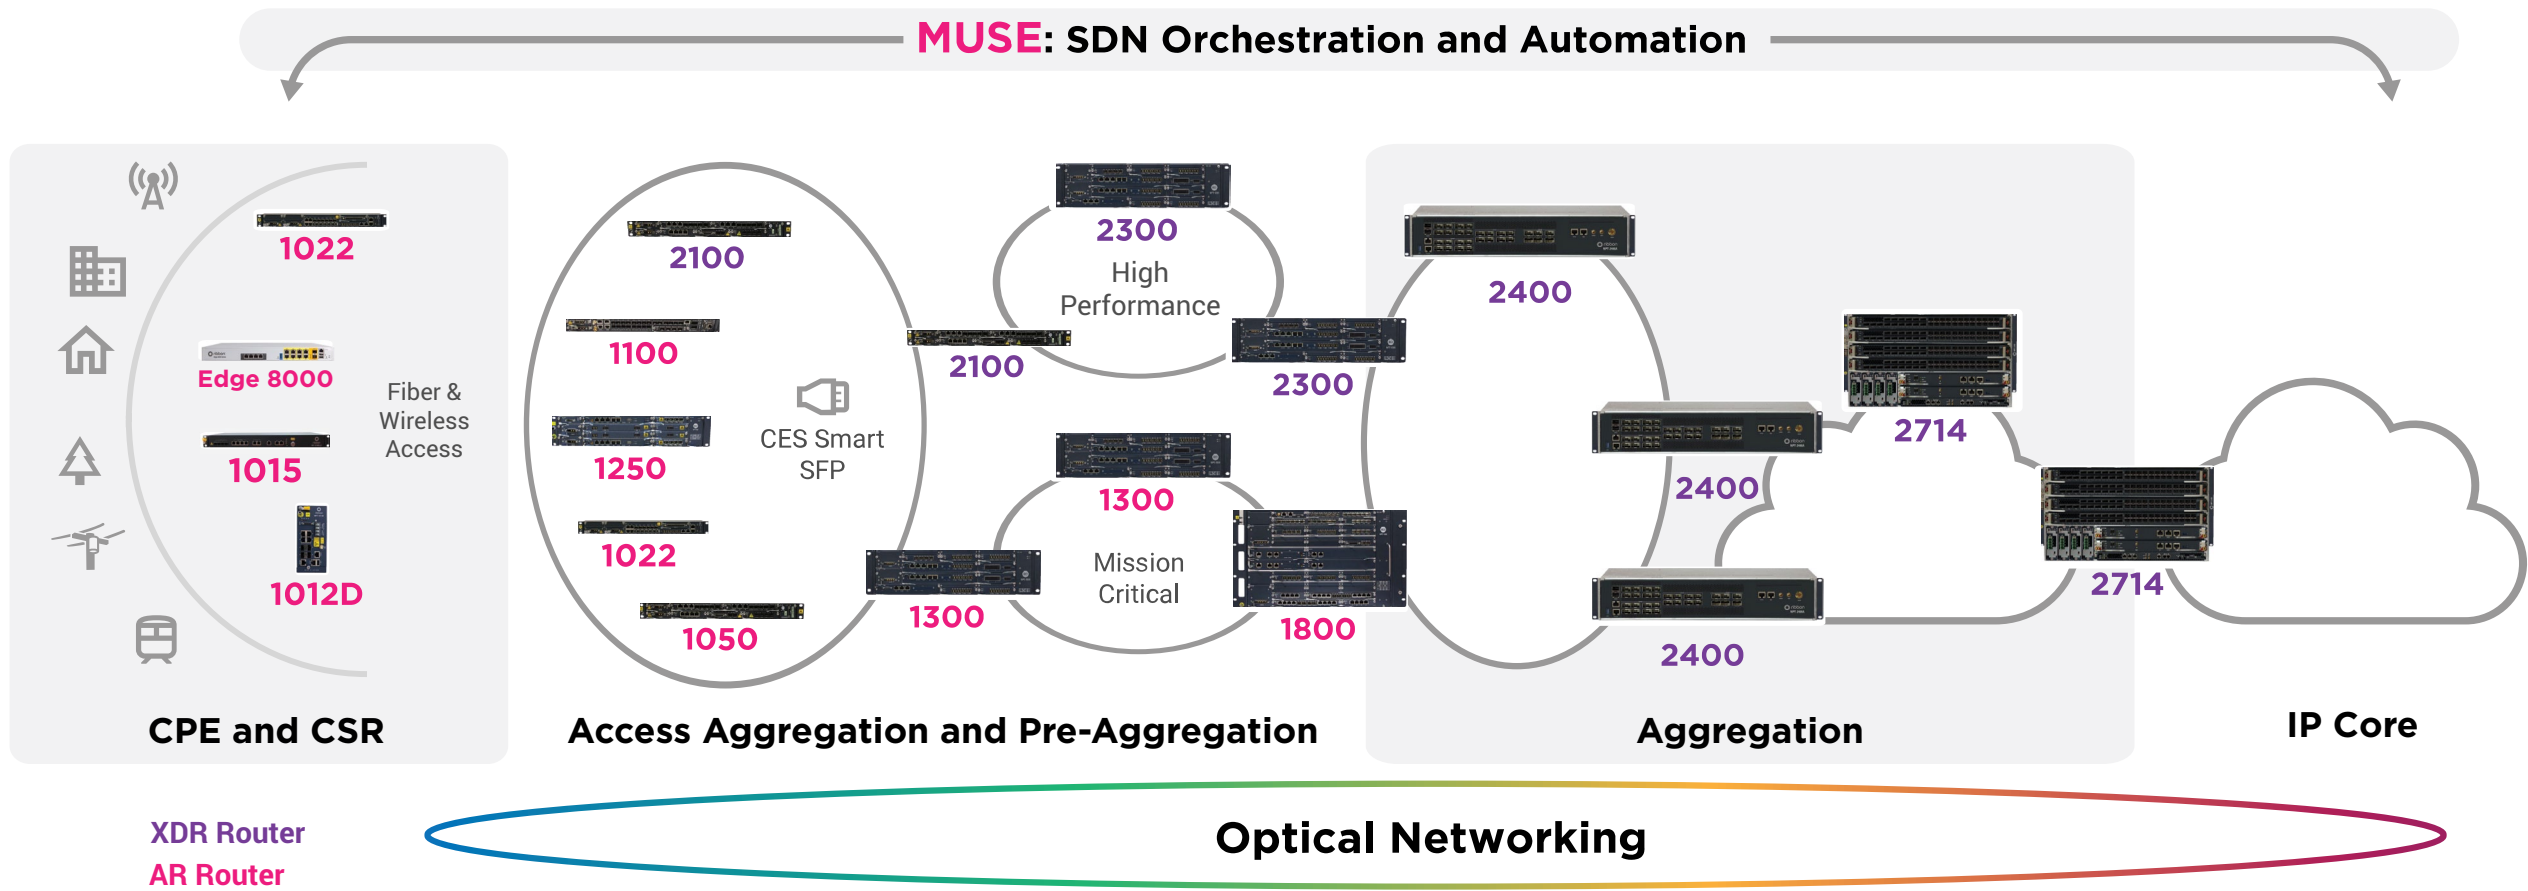 MUSE: SDN Orchestration and Automation
1022
Edge 8000
1015
1012D
Fiber &
Wireless
Access
CPE and CSR
2100
1100
1250
1022
1050
CES Smart
SFP
2100
1300
2300
High
Performance
2300
1300
Mission
Critical
1800
Access Aggregation and Pre-Aggregation
2400
2400
2400
2714
2714
Aggregation
IP Core
XDR Router
AR Router
Optical Networking